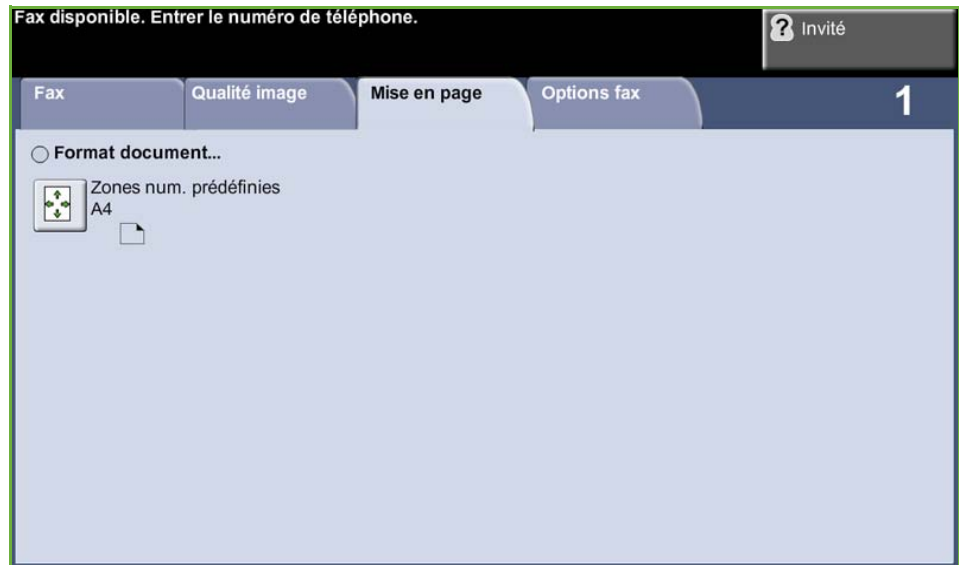 Fax disponible. Entrer le numéro de téléphone.
? Invité
Fax
Qualité image
Mise en page
Options fax
1
Format document...
Zones num. prédéfinies
A4